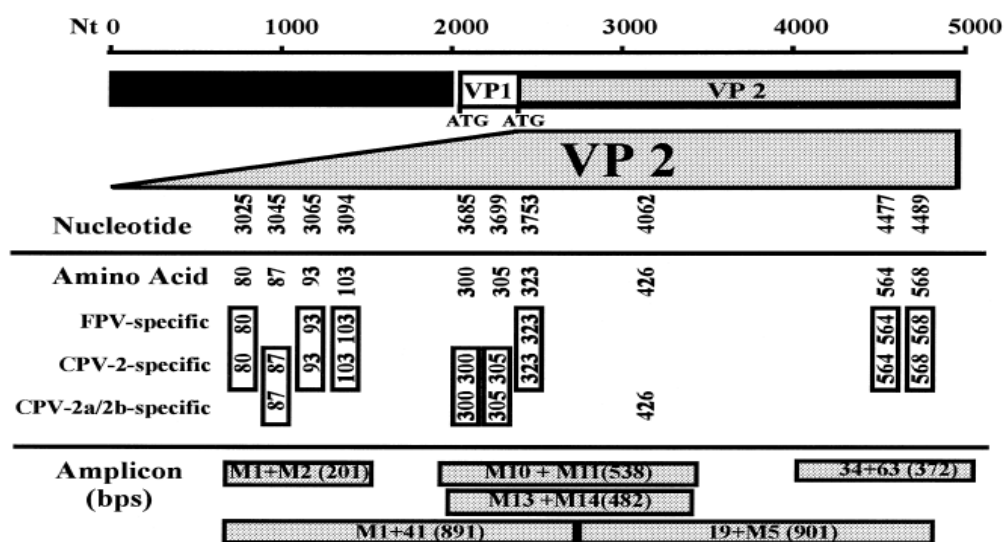 Nt 0 1000 2000 3000 4000 5000
VP1 VP 2
ATG ATG
VP 2
Nucleotide 3025 3045 3065 3094 3685 3699 3753 4062 4477 4489
Amino Acid 80 87 93 103 300 305 323 426 564 568
FPV-specific 80 93 103 323 564 568
CPV-2-specific 80 87 93 103 300 305 323 564 568
CPV-2a/2b-specific 87 300 305 426
Amplicon M1+M2 (201) M10 + M11(538) 34+63 (372)
(bps) M13 +M14(482)
M1+41 (891) 19+M5 (901)